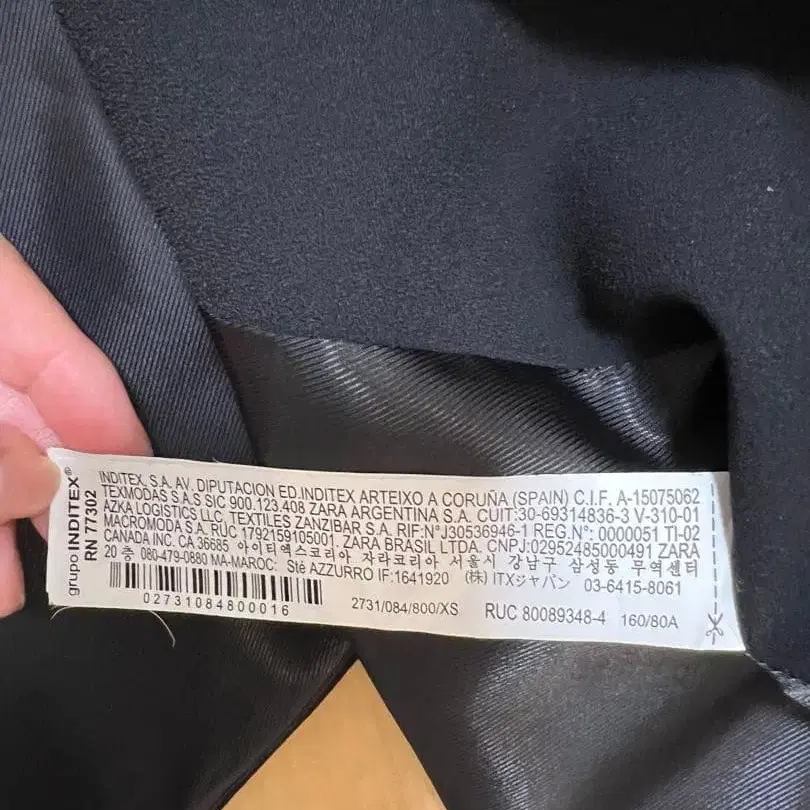 grupo INDITEX®
RN 77302
INDITEX, S.A. AV. DIPUTACION ED.INDITEX ARTEIXO A CORUÑA (SPAIN) C.I.F. A-15075062
TEXMODAS S.A.S SIC 900.123.408 ZARA ARGENTINA S.A. CUIT:30-69314836-3 V-310-01
AZKA LOGISTICS LLC, TEXTILES ZANZIBAR S.A. RIF:N°J30536946-1 REG.N°: 0000051 TI-02
MACROMODA S.A. RUC 1792159105001. ZARA BRASIL LTDA. CNPJ:02952485000491 ZARA
CANADA INC. CA 36685 아이티엑스코리아 자라코리아 서울시 강남구 삼성동 무역센터
20 층 080-479-0880 MA-MAROC: Sté AZZURRO IF:1641920 (株) ITXジャパン 03-6415-8061
02731084800016 2731/084/800/XS RUC 80089348-4 160/80A